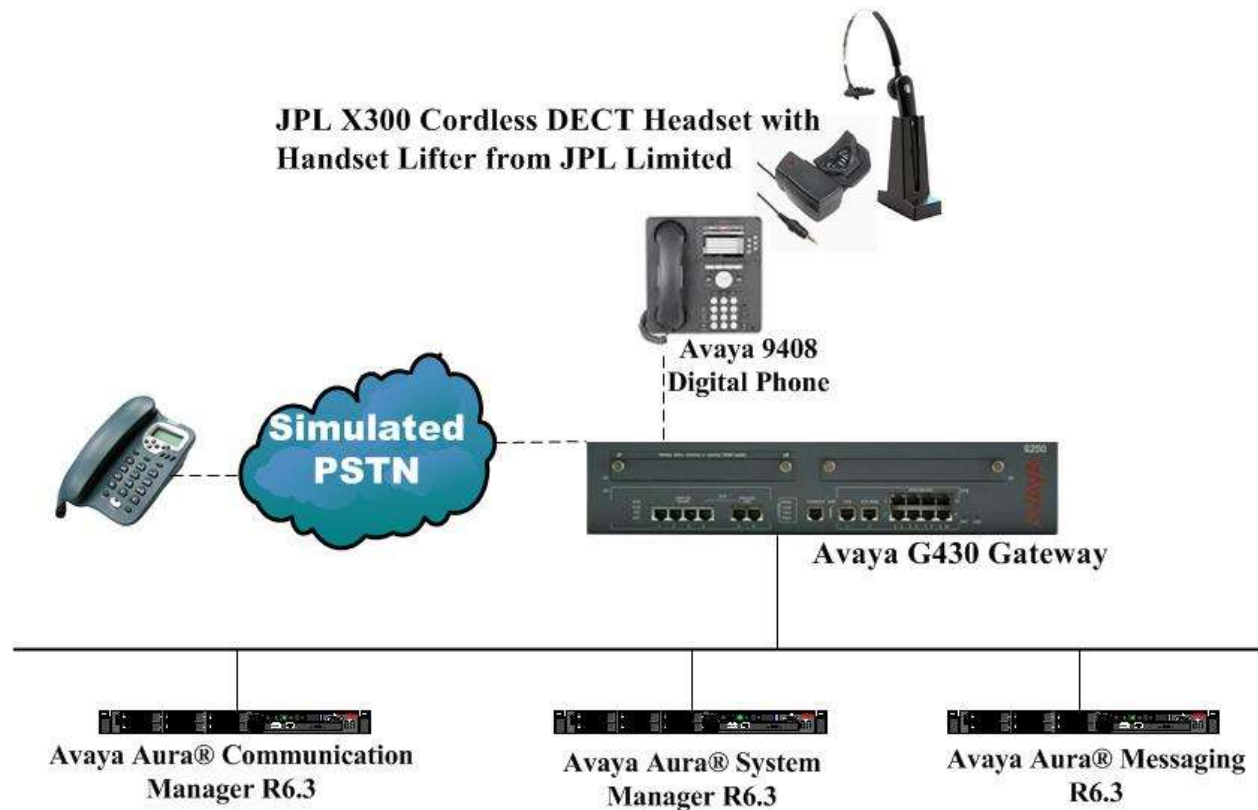 JPL X300 Cordless DECT Headset with
Handset Lifter from JPL Limited
Avaya 9408
Digital Phone
Simulated
PSTN
AVAYA
Avaya G430 Gateway
Avaya Aura® Communication
Manager R6.3
Avaya Aura® System
Manager R6.3
Avaya Aura® Messaging
R6.3